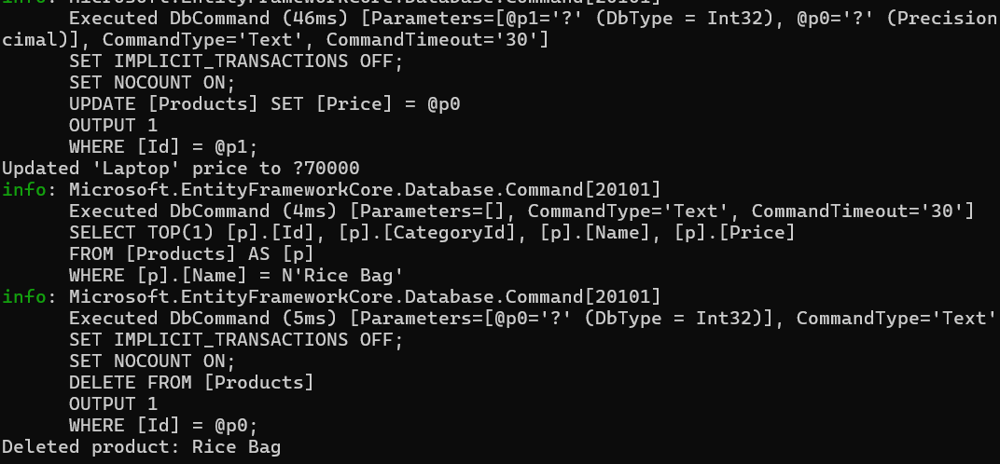 info: Microsoft.EntityFrameworkCore.Database.Command[20101]
      Executed DbCommand (46ms) [Parameters=[@p1='?' (DbType = Int32), @p0='?' (Precision
cimal)], CommandType='Text', CommandTimeout='30']
      SET IMPLICIT_TRANSACTIONS OFF;
      SET NOCOUNT ON;
      UPDATE [Products] SET [Price] = @p0
      OUTPUT 1
      WHERE [Id] = @p1;
Updated 'Laptop' price to ?70000
info: Microsoft.EntityFrameworkCore.Database.Command[20101]
      Executed DbCommand (4ms) [Parameters=[], CommandType='Text', CommandTimeout='30']
      SELECT TOP(1) [p].[Id], [p].[CategoryId], [p].[Name], [p].[Price]
      FROM [Products] AS [p]
      WHERE [p].[Name] = N'Rice Bag'
info: Microsoft.EntityFrameworkCore.Database.Command[20101]
      Executed DbCommand (5ms) [Parameters=[@p0='?' (DbType = Int32)], CommandType='Text'
      SET IMPLICIT_TRANSACTIONS OFF;
      SET NOCOUNT ON;
      DELETE FROM [Products]
      OUTPUT 1
      WHERE [Id] = @p0;
Deleted product: Rice Bag